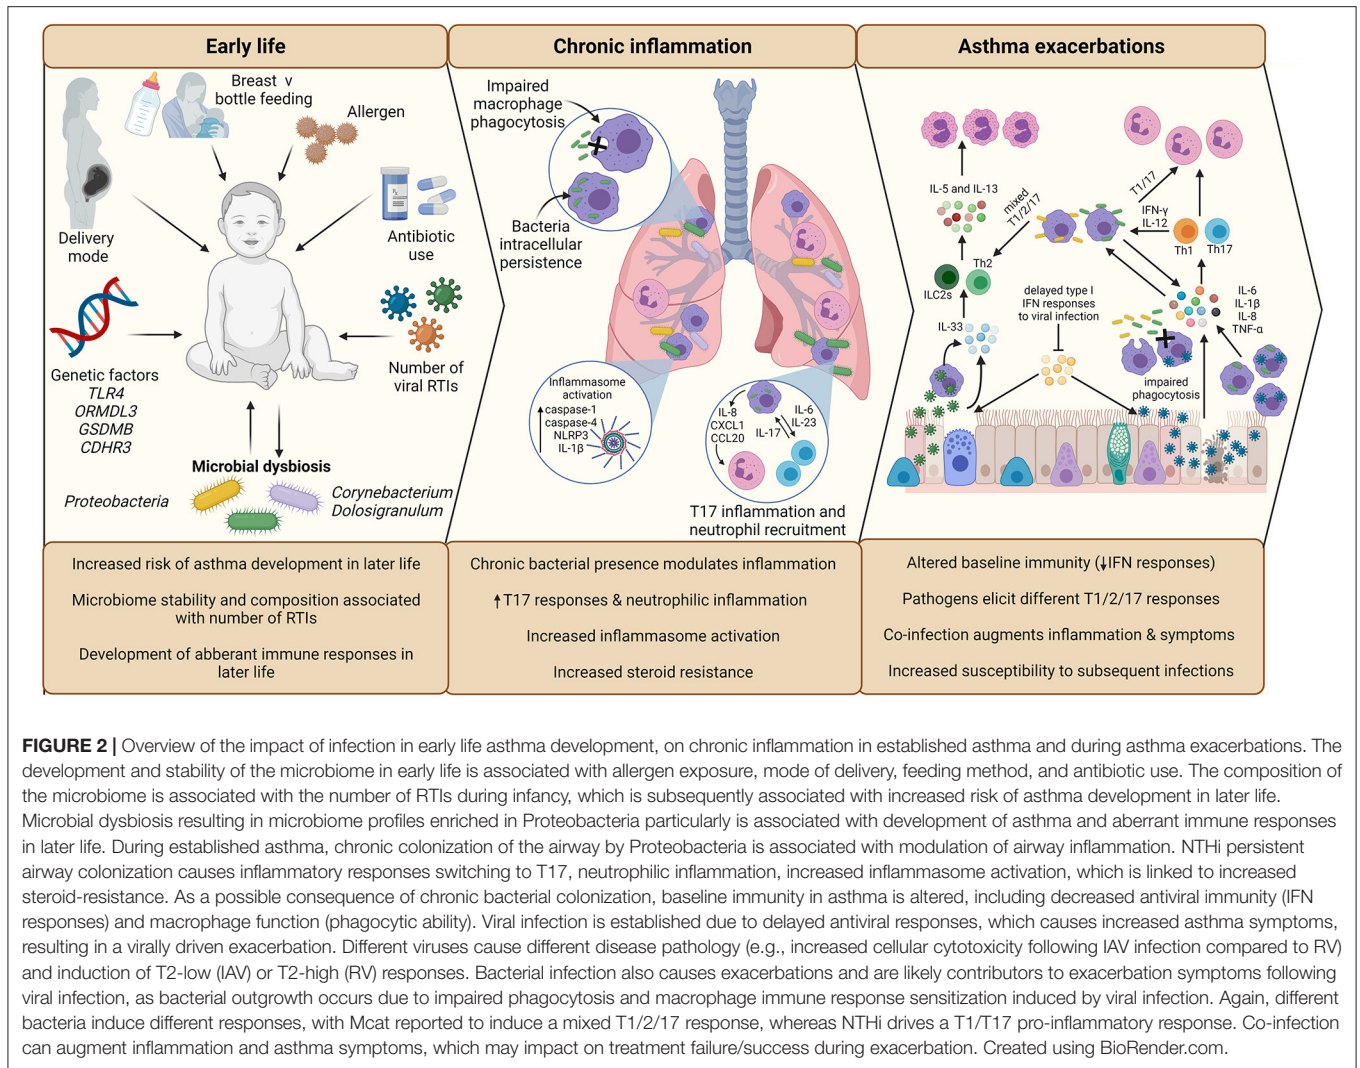 Early life
Chronic inflammation
Asthma exacerbations
Breast v
bottle feeding
Allergen
Delivery
mode
Antibiotic
use
Genetic factors
TLR4
ORMDL3
GSDMB
CDHR3
Number of
viral RTIs
Microbial dysbiosis
Proteobacteria
Corynebacterium
Dolosigranulum
Impaired
macrophage
phagocytosis
Bacteria
intracellular
persistence
Inflammasome
activation
caspase-1
caspase-4
NLRP3
IL-1β
IL-8
CXCL1
CCL20
IL-17
IL-6
IL-23
T17 inflammation and
neutrophil recruitment
IL-5 and IL-13
mixed
T1/2/17
T1/17
IFN-γ
IL-12
Th1
Th17
Th2
ILC2s
IL-33
delayed type I
IFN responses
to viral infection
IL-6
IL-1β
IL-8
TNF-α
impaired
phagocytosis
Increased risk of asthma development in later life
Microbiome stability and composition associated
with number of RTIs
Development of abberant immune responses in
later life
Chronic bacterial presence modulates inflammation
↑T17 responses & neutrophilic inflammation
Increased inflammasome activation
Increased steroid resistance
Altered baseline immunity (↓IFN responses)
Pathogens elicit different T1/2/17 responses
Co-infection augments inflammation & symptoms
Increased susceptibility to subsequent infections
FIGURE 2 | Overview of the impact of infection in early life asthma development, on chronic inflammation in established asthma and during asthma exacerbations. The
development and stability of the microbiome in early life is associated with allergen exposure, mode of delivery, feeding method, and antibiotic use. The composition of
the microbiome is associated with the number of RTIs during infancy, which is subsequently associated with increased risk of asthma development in later life.
Microbial dysbiosis resulting in microbiome profiles enriched in Proteobacteria particularly is associated with development of asthma and aberrant immune responses
in later life. During established asthma, chronic colonization of the airway by Proteobacteria is associated with modulation of airway inflammation. NTHi persistent
airway colonization causes inflammatory responses switching to T17, neutrophilic inflammation, increased inflammasome activation, which is linked to increased
steroid-resistance. As a possible consequence of chronic bacterial colonization, baseline immunity in asthma is altered, including decreased antiviral immunity (IFN
responses) and macrophage function (phagocytic ability). Viral infection is established due to delayed antiviral responses, which causes increased asthma symptoms,
resulting in a virally driven exacerbation. Different viruses cause different disease pathology (e.g., increased cellular cytotoxicity following IAV infection compared to RV)
and induction of T2-low (IAV) or T2-high (RV) responses. Bacterial infection also causes exacerbations and are likely contributors to exacerbation symptoms following
viral infection, as bacterial outgrowth occurs due to impaired phagocytosis and macrophage immune response sensitization induced by viral infection. Again, different
bacteria induce different responses, with Mcat reported to induce a mixed T1/2/17 response, whereas NTHi drives a T1/T17 pro-inflammatory response. Co-infection
can augment inflammation and asthma symptoms, which may impact on treatment failure/success during exacerbation. Created using BioRender.com.